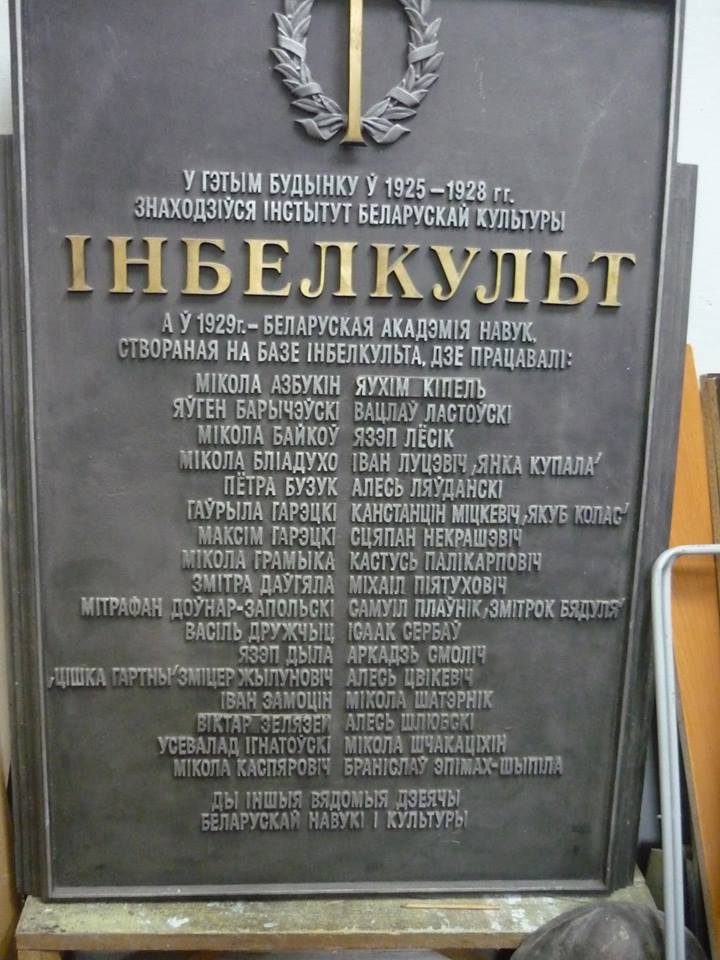 У ГЭТЫМ БУДЫНКУ Ў 1925–1928 гг.
ЗНАХОДЗІЎСЯ ІНСТЫТУТ БЕЛАРУСКАЙ КУЛЬТУРЫ
ІНБЕЛКУЛЬТ
А Ў 1929г.– БЕЛАРУСКАЯ АКАДЭМІЯ НАВУК,
СТВОРАНАЯ НА БАЗЕ ІНБЕЛКУЛЬТА, ДЗЕ ПРАЦАВАЛІ:
МІКОЛА АЗБУКІН ЯУХІМ КІПЕЛЬ
ЯЎГЕН БАРЫЧЭЎСКІ ВАЦЛАЎ ЛАСТОЎСКІ
МІКОЛА БАЙКОЎ ЯЗЭП ЛЁСІК
МІКОЛА БЛІАДУХО ІВАН ЛУЦЭВІЧ „ЯНКА КУПАЛА"
ПЁТРА БУЗУК АЛЕСЬ ЛЯЎДАНСКІ
ГАЎРЫЛА ГАРЭЦКІ КАНСТАНЦІН МІЦКЕВІЧ „ЯКУБ КОЛАС"
МАКСІМ ГАРЭЦКІ СЦЯПАН НЕКРАШЭВІЧ
МІКОЛА ГРАМЫКА КАСТУСЬ ПАЛІКАРПОВІЧ
ЗМІТРА ДАЎГЯЛА МІХАІЛ ПІЯТУХОВІЧ
МІТРАФАН ДОЎНАР-ЗАПОЛЬСКІ САМУІЛ ПЛАЎНІК „ЗМІТРОК БЯДУЛЯ"
ВАСІЛЬ ДРУЖЧЫЦ ІСААК СЕРБАЎ
ЯЗЭП ДЫЛА АРКАДЗЬ СМОЛІЧ
„ЦІШКА ГАРТНЫ" ЗМІЦЕР ЖЫЛУНОВІЧ АЛЕСЬ ЦВІКЕВІЧ
ІВАН ЗАМОЦІН МІКОЛА ШАТЭРНІК
ВІКТАР ЗЕЛЯЗЕЙ АЛЕСЬ ШЛЮБСКІ
УСЕВАЛАД ІГНАТОЎСКІ МІКОЛА ШЧАКАЦІХІН
МІКОЛА КАСПЯРОВІЧ БРАНІСЛАЎ ЭПІМАХ-ШЫПІЛА
ДЫ ІНШЫЯ ВЯДОМЫЯ ДЗЕЯЧЫ
БЕЛАРУСКАЙ НАВУКІ І КУЛЬТУРЫ